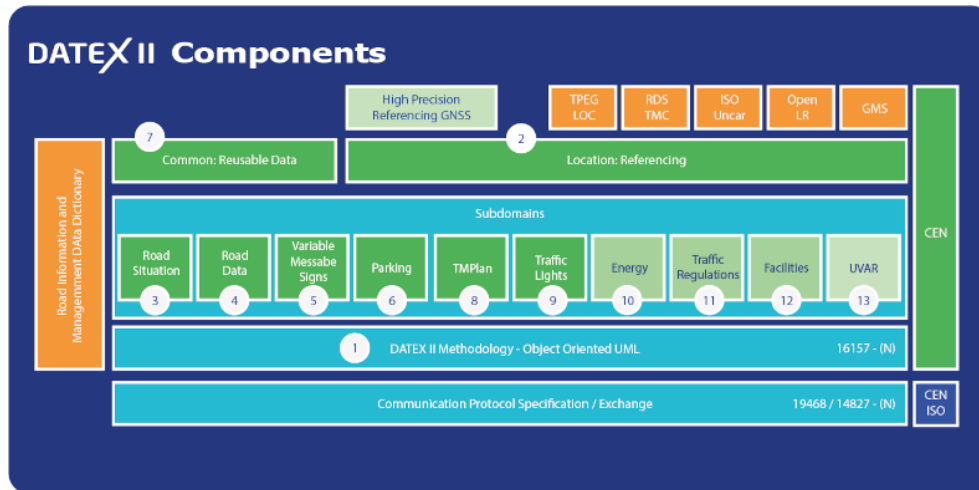 DATEX II Components
High Precision
Referencing GNSS
TPEG
LOC
RDS
TMC
ISO
Uncar
Open
LR
GMS
7
2
Common: Reusable Data
Location: Referencing
Road Information and
Managemnment DAta Dictionary
CEN
Subdomains
Road
Situation
3
Road
Data
4
Variable
Messabe
Signs
5
Parking
6
TMPlan
8
Traffic
Lights
9
Energy
10
Traffic
Regulations
11
Facilities
12
UVAR
13
1
DATEX II Methodology - Object Oriented UML
16157 - (N)
Communication Protocol Specification / Exchange
19468 / 14827 - (N)
CEN
ISO